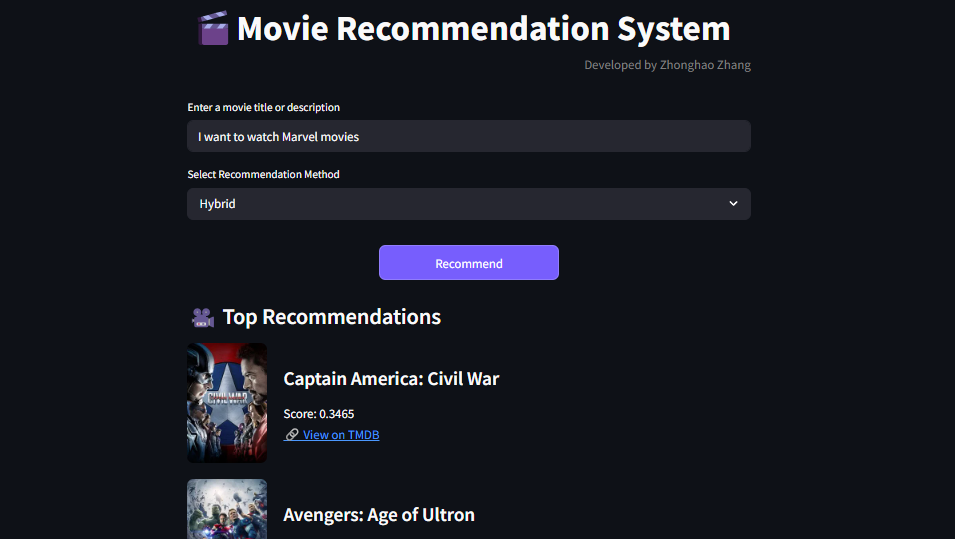 Movie Recommendation System
Developed by Zhonghao Zhang
Enter a movie title or description
I want to watch Marvel movies
Select Recommendation Method
Hybrid
Recommend
Top Recommendations
CIVIL WAR
Captain America: Civil War
Score: 0.3465
View on TMDB
Avengers: Age of Ultron